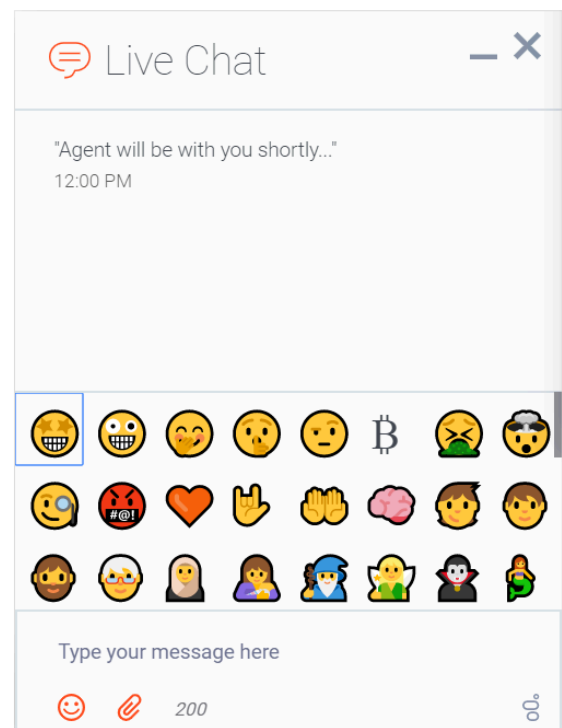 Live Chat
"Agent will be with you shortly..."
12:00 PM
#@!
Type your message here
200